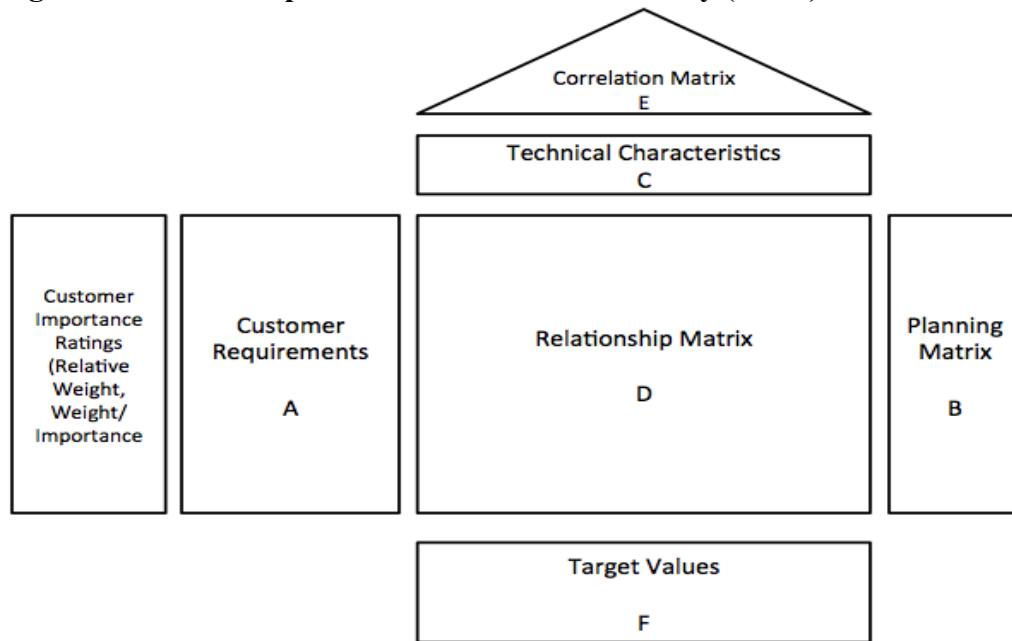 Correlation Matrix
E
Technical Characteristics
C
Customer
Importance
Ratings
(Relative
Weight,
Weight/
Importance
Customer
Requirements
A
Relationship Matrix
D
Planning
Matrix
B
Target Values
F